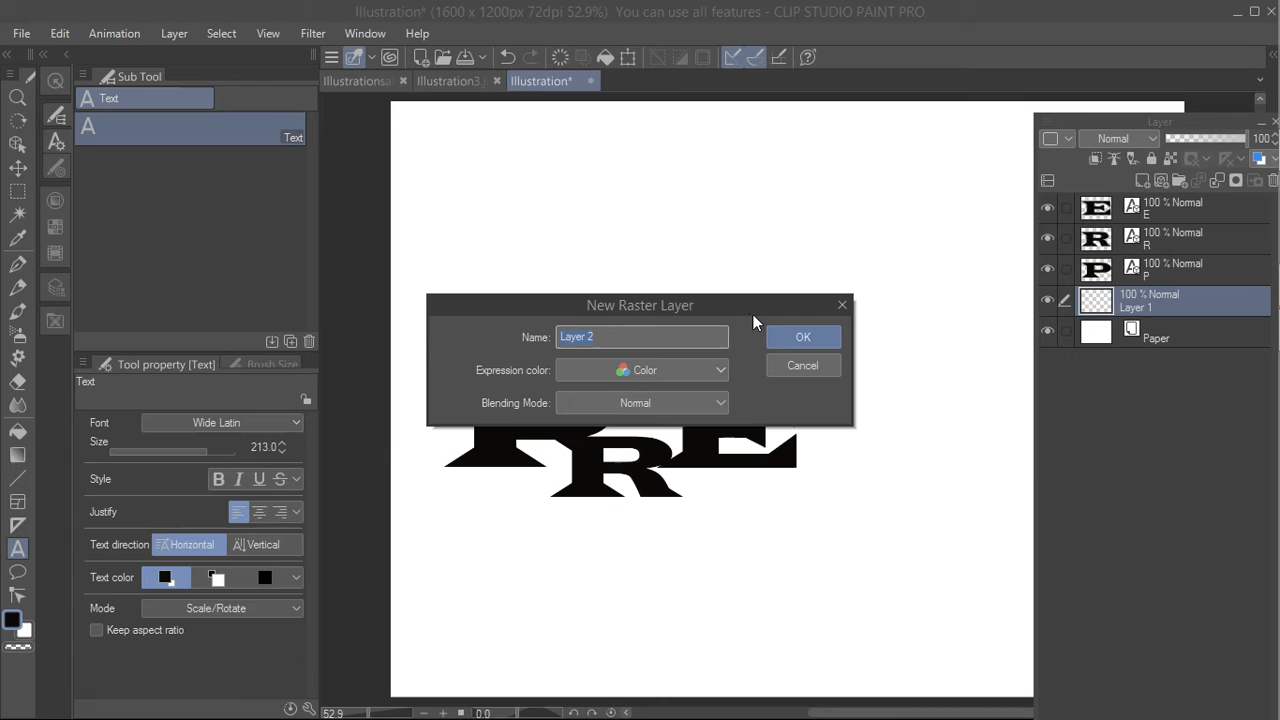 Illustration* (1600 x 1200px 72dpi 52.9%) You can use all features - CLIP STUDIO PAINT PRO
File Edit Animation Layer Select View Filter Window Help
Sub Tool
Illustrationsa Illustration3. Illustration*
A Text
A
Text
Layer
Normal 100
E 100 % Normal
E
R 100 % Normal
R
P 100 % Normal
P
100 % Normal
Layer 1
Paper
New Raster Layer
Name: Layer 2 OK
Expression color: Color Cancel
Blending Mode: Normal
R E
R
Tool property [Text] Brush Size
Text
Font Wide Latin
Size 213.0
Style B I U S
Justify
Text direction Horizontal Vertical
Text color
Mode Scale/Rotate
Keep aspect ratio
52.9 0.0